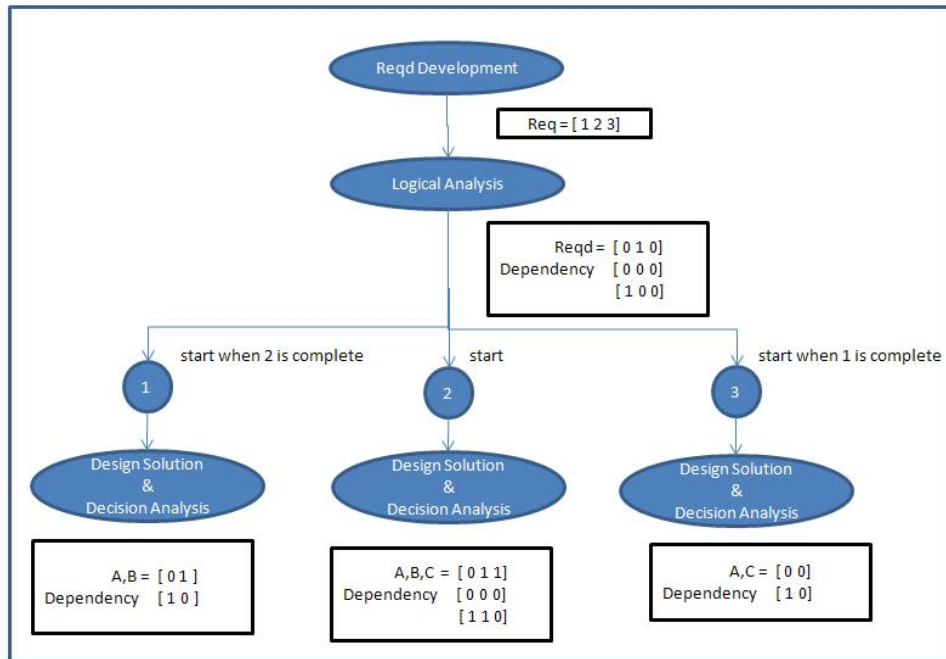 Reqd Development
Req = [ 1 2 3]
Logical Analysis
Reqd = [ 0 1 0]
Dependency [ 0 0 0]
[ 1 0 0]
start when 2 is complete
start
start when 1 is complete
1
2
3
Design Solution
&
Decision Analysis
Design Solution
&
Decision Analysis
Design Solution
&
Decision Analysis
A,B = [ 0 1 ]
Dependency [ 1 0 ]
A,B,C = [ 0 1 1]
Dependency [ 0 0 0]
[ 1 1 0]
A,C = [ 0 0]
Dependency [ 1 0]